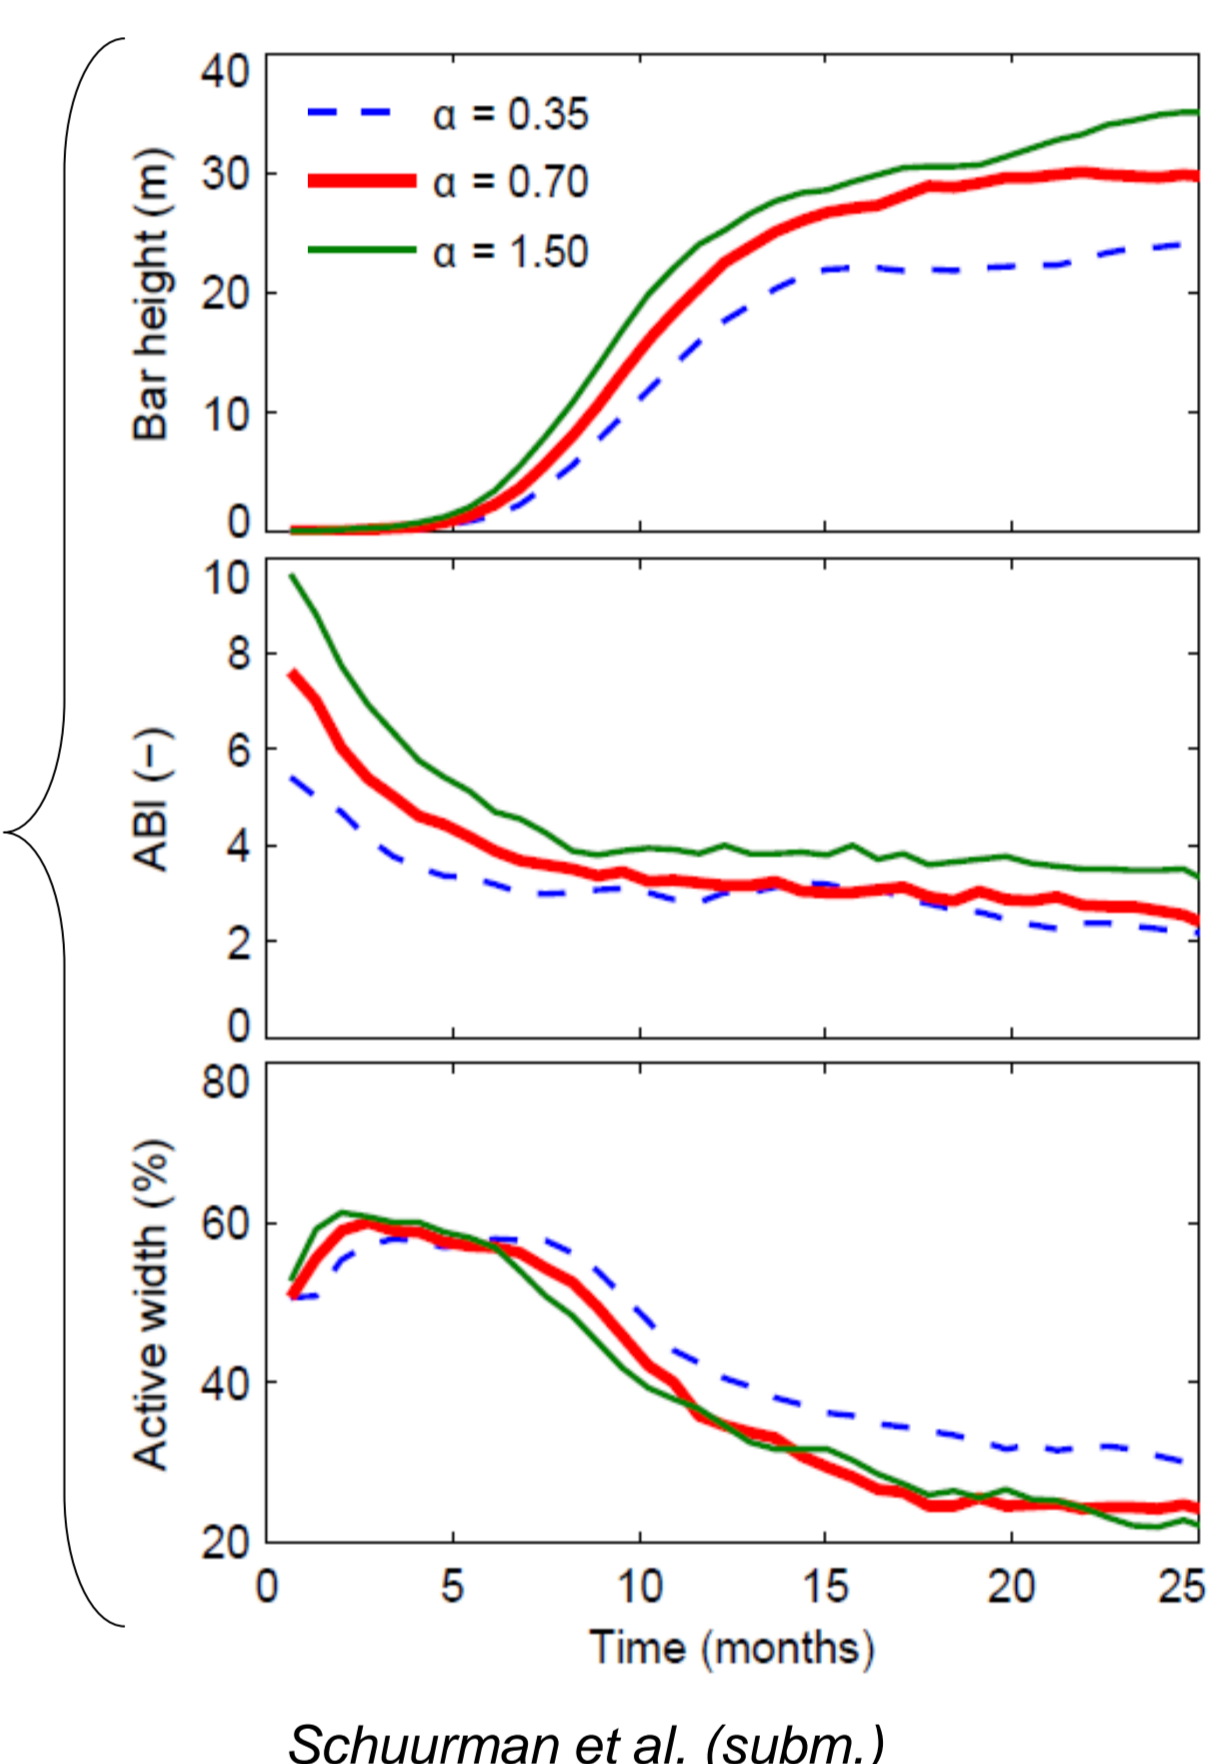 40
30
20
10
0
Bar height (m)
α = 0.35
α = 0.70
α = 1.50
10
8
6
4
2
0
ABI (−)
80
60
40
20
Active width (%)
0 5 10 15 20 25
Time (months)
Schuurman et al. (subm.)